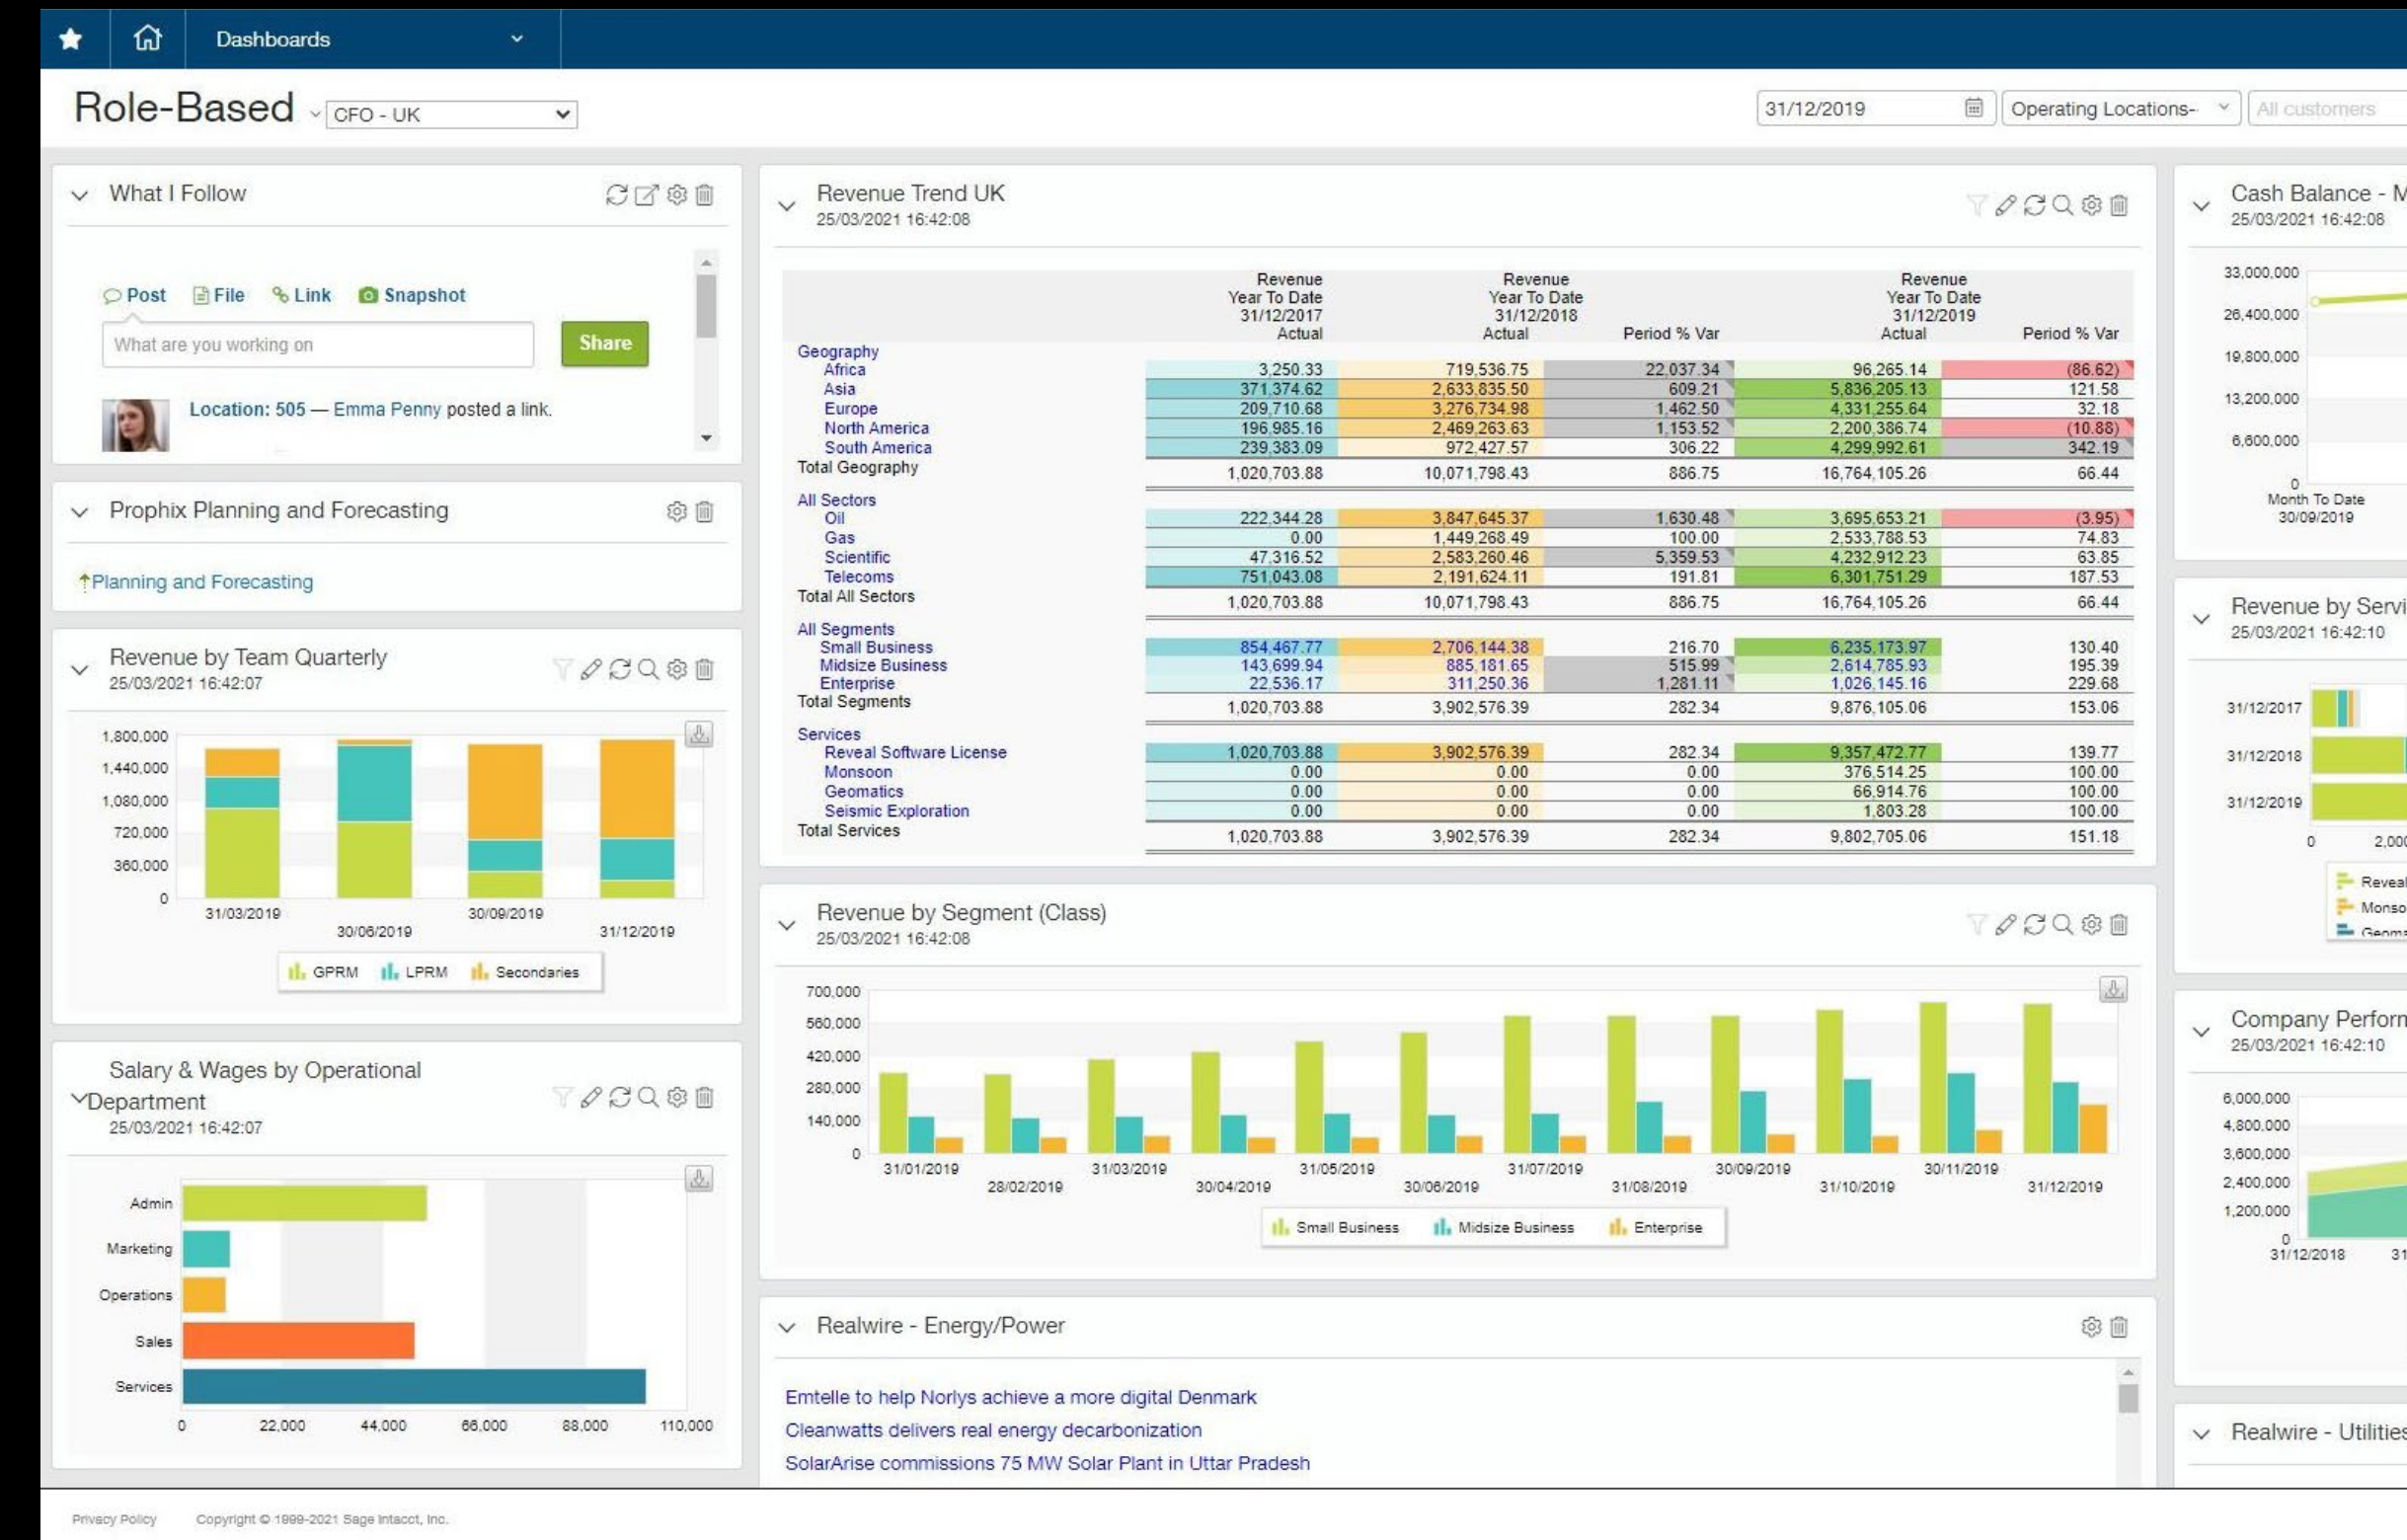 Dashboards
Role-Based CFO - UK
31/12/2019 Operating Locations- All customers
What I Follow
Post File Link Snapshot
What are you working on Share
Location: 505 — Emma Penny posted a link.
Prophix Planning and Forecasting
Planning and Forecasting
Revenue by Team Quarterly
25/03/2021 16:42:07
1,800,000
1,440,000
1,080,000
720,000
360,000
0
31/03/2019 30/06/2019 30/09/2019 31/12/2019
GPRM LPRM Secondaries
Salary & Wages by Operational
Department
25/03/2021 16:42:07
Admin
Marketing
Operations
Sales
Services
0 22,000 44,000 66,000 88,000 110,000
Revenue Trend UK
25/03/2021 16:42:08
Revenue Revenue Revenue
Year To Date Year To Date Year To Date
31/12/2017 31/12/2018 31/12/2019
Actual Actual Period % Var Actual Period % Var
Geography
Africa 3,250.33 719,536.75 22,037.34 96,265.14 (86.62)
Asia 371,374.62 2,633,835.50 609.21 5,836,205.13 121.58
Europe 209,710.68 3,276,734.98 1,462.50 4,331,255.64 32.18
North America 196,985.16 2,469,263.63 1,153.52 2,200,386.74 (10.88)
South America 239,383.09 972,427.57 306.22 4,299,992.61 342.19
Total Geography 1,020,703.88 10,071,798.43 886.75 16,764,105.26 66.44
All Sectors
Oil 222,344.28 3,847,645.37 1,630.48 3,695,653.21 (3.95)
Gas 0.00 1,449,268.49 100.00 2,533,788.53 74.83
Scientific 47,316.52 2,583,260.46 5,359.53 4,232,912.23 63.85
Telecoms 751,043.08 2,191,624.11 191.81 6,301,751.29 187.53
Total All Sectors 1,020,703.88 10,071,798.43 886.75 16,764,105.26 66.44
All Segments
Small Business 854,467.77 2,706,144.38 216.70 6,235,173.97 130.40
Midsize Business 143,699.94 885,181.65 515.99 2,614,785.93 195.39
Enterprise 22,536.17 311,250.36 1,281.11 1,026,145.16 229.68
Total Segments 1,020,703.88 3,902,576.39 282.34 9,876,105.06 153.06
Services
Reveal Software License 1,020,703.88 3,902,576.39 282.34 9,357,472.77 139.77
Monsoon 0.00 0.00 0.00 376,514.25 100.00
Geomatics 0.00 0.00 0.00 66,914.76 100.00
Seismic Exploration 0.00 0.00 0.00 1,803.28 100.00
Total Services 1,020,703.88 3,902,576.39 282.34 9,802,705.06 151.18
Revenue by Segment (Class)
25/03/2021 16:42:08
700,000
560,000
420,000
280,000
140,000
0
31/01/2019 28/02/2019 31/03/2019 30/04/2019 31/05/2019 30/06/2019 31/07/2019 31/08/2019 30/09/2019 31/10/2019 30/11/2019 31/12/2019
Small Business Midsize Business Enterprise
Realwire - Energy/Power
Emtelle to help Norlys achieve a more digital Denmark
Cleanwatts delivers real energy decarbonization
SolarArise commissions 75 MW Solar Plant in Uttar Pradesh
Cash Balance - M
25/03/2021 16:42:08
33,000,000
26,400,000
19,800,000
13,200,000
6,600,000
0
Month To Date
30/09/2019
Revenue by Servi
25/03/2021 16:42:10
31/12/2017
31/12/2018
31/12/2019
0 2,000
Reveal
Monso
Geoma
Company Perform
25/03/2021 16:42:10
6,000,000
4,800,000
3,600,000
2,400,000
1,200,000
0
31/12/2018 31
Realwire - Utilities
Privacy Policy Copyright © 1999-2021 Sage Intacct, Inc.